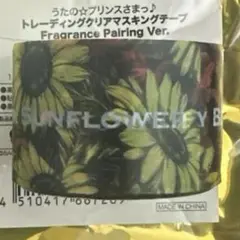 うたの☆プリンスさまっ♪
トレーディングクリアマスキングテープ
Fragrance Pairing Ver.
SUNFLOWER Y B
MADE IN CHINA